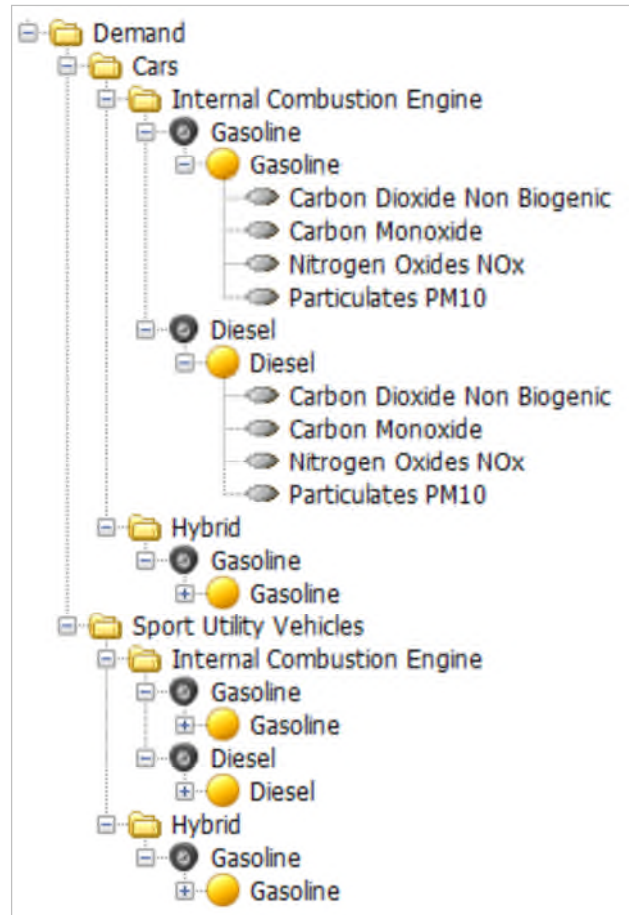 Demand
Cars
Internal Combustion Engine
Gasoline
Gasoline
Carbon Dioxide Non Biogenic
Carbon Monoxide
Nitrogen Oxides NOx
Particulates PM10
Diesel
Diesel
Carbon Dioxide Non Biogenic
Carbon Monoxide
Nitrogen Oxides NOx
Particulates PM10
Hybrid
Gasoline
Gasoline
Sport Utility Vehicles
Internal Combustion Engine
Gasoline
Gasoline
Diesel
Diesel
Hybrid
Gasoline
Gasoline